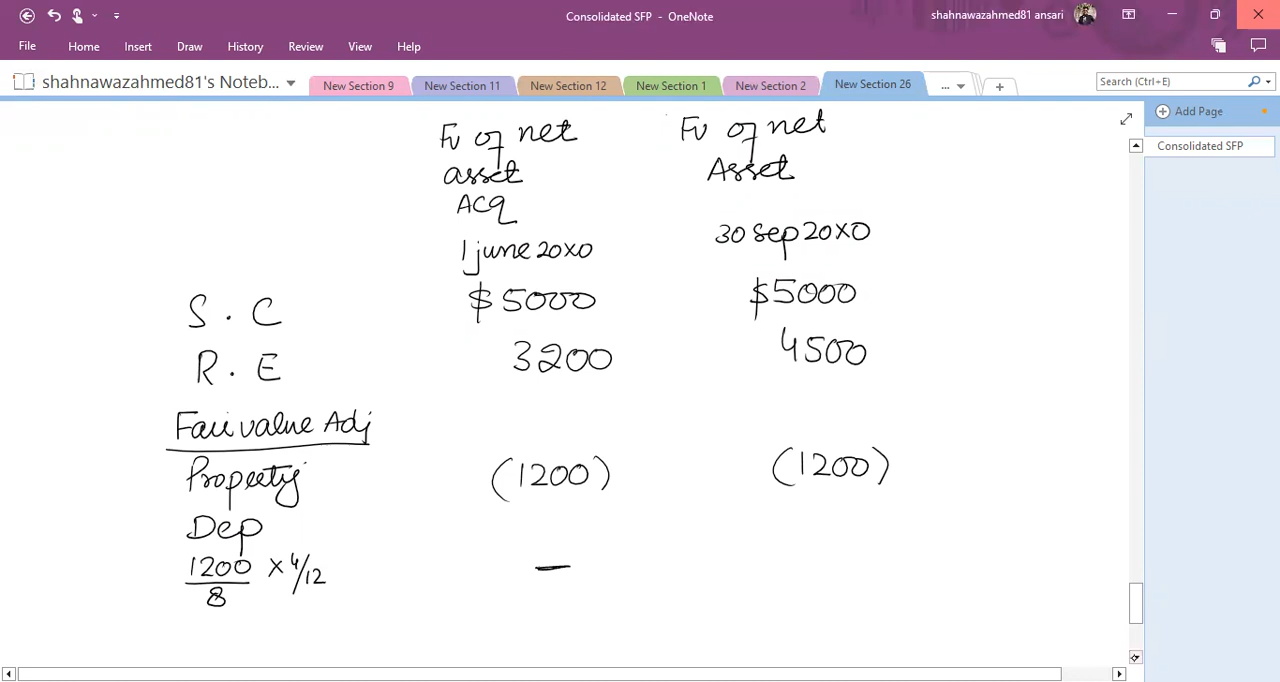 Consolidated SFP - OneNote
shahnawazahmed81 ansari
File Home Insert Draw History Review View Help
shahnawazahmed81's Noteb... New Section 9 New Section 11 New Section 12 New Section 1 New Section 2 New Section 26 ... +
Search (Ctrl+E)
Add Page
Consolidated SFP
Fv of net asset ACQ
Fv of net Asset
1 june 20X0 30 Sep 20X0
S.C $5000 $5000
R.E 3200 4500
Fair value Adj
Property (1200) (1200)
Dep
1200/8 x 4/12 —